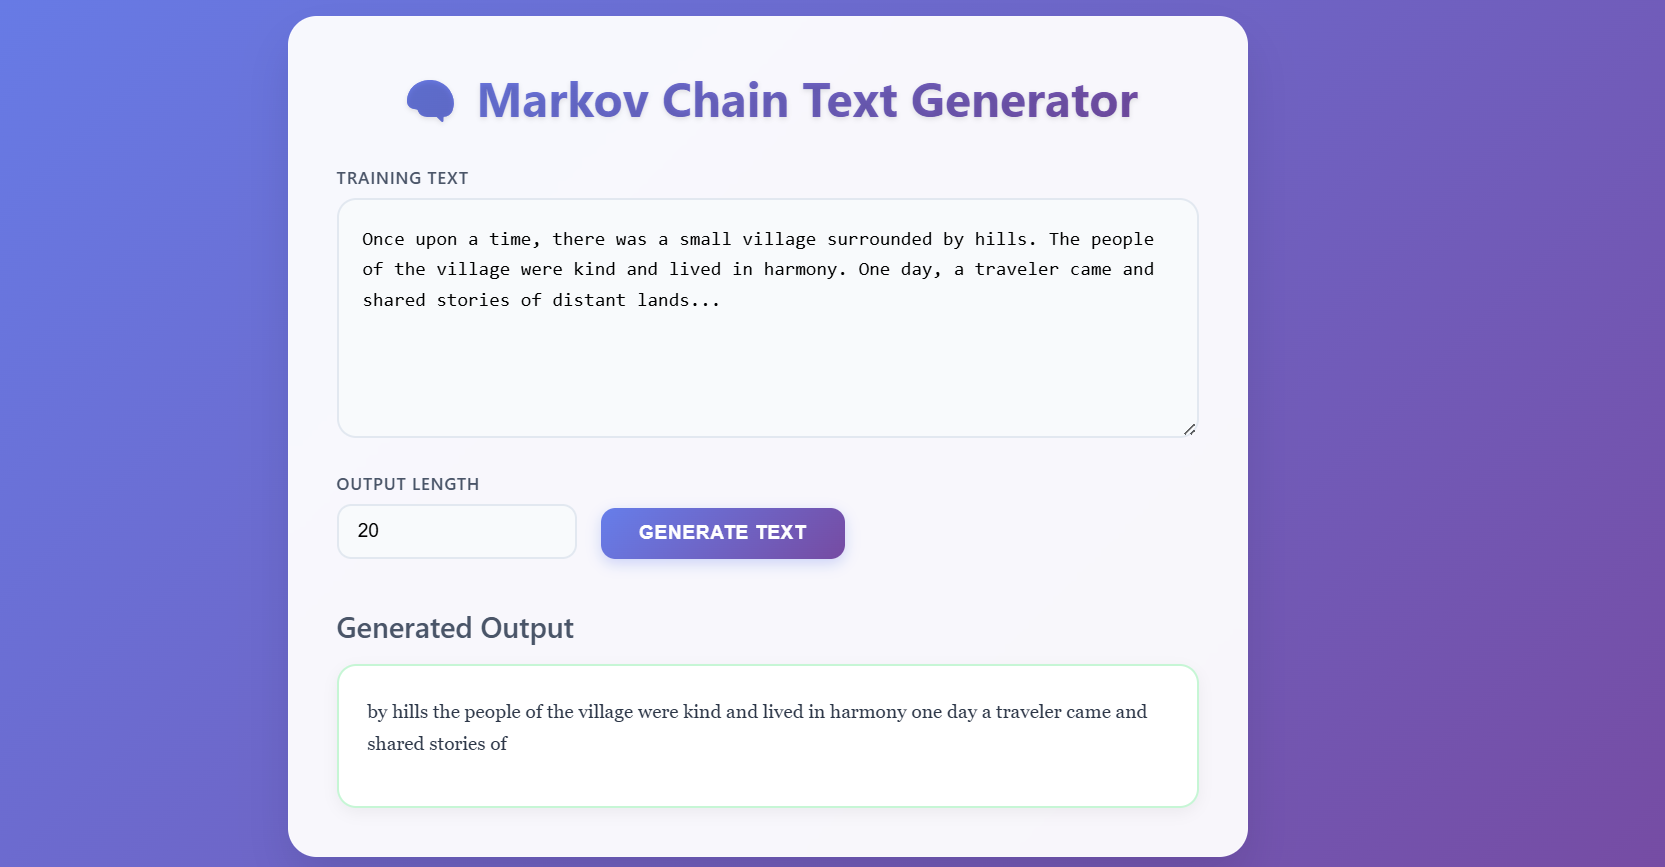 Markov Chain Text Generator
TRAINING TEXT
Once upon a time, there was a small village surrounded by hills. The people
of the village were kind and lived in harmony. One day, a traveler came and
shared stories of distant lands...
OUTPUT LENGTH
20
GENERATE TEXT
Generated Output
by hills the people of the village were kind and lived in harmony one day a traveler came and
shared stories of